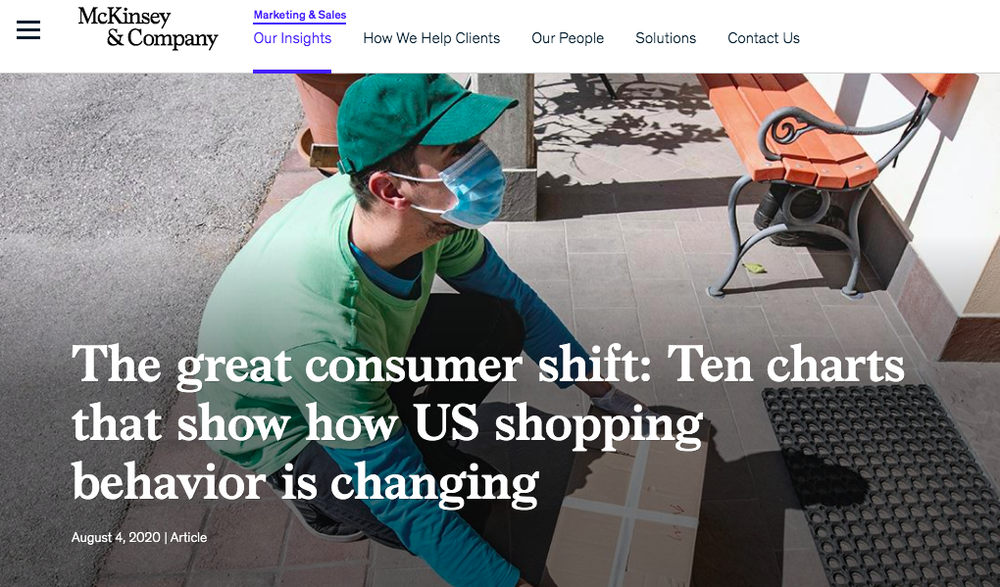 McKinsey
& Company
Marketing & Sales
Our Insights
How We Help Clients
Our People
Solutions
Contact Us
The great consumer shift: Ten charts
that show how US shopping
behavior is changing
August 4, 2020 | Article